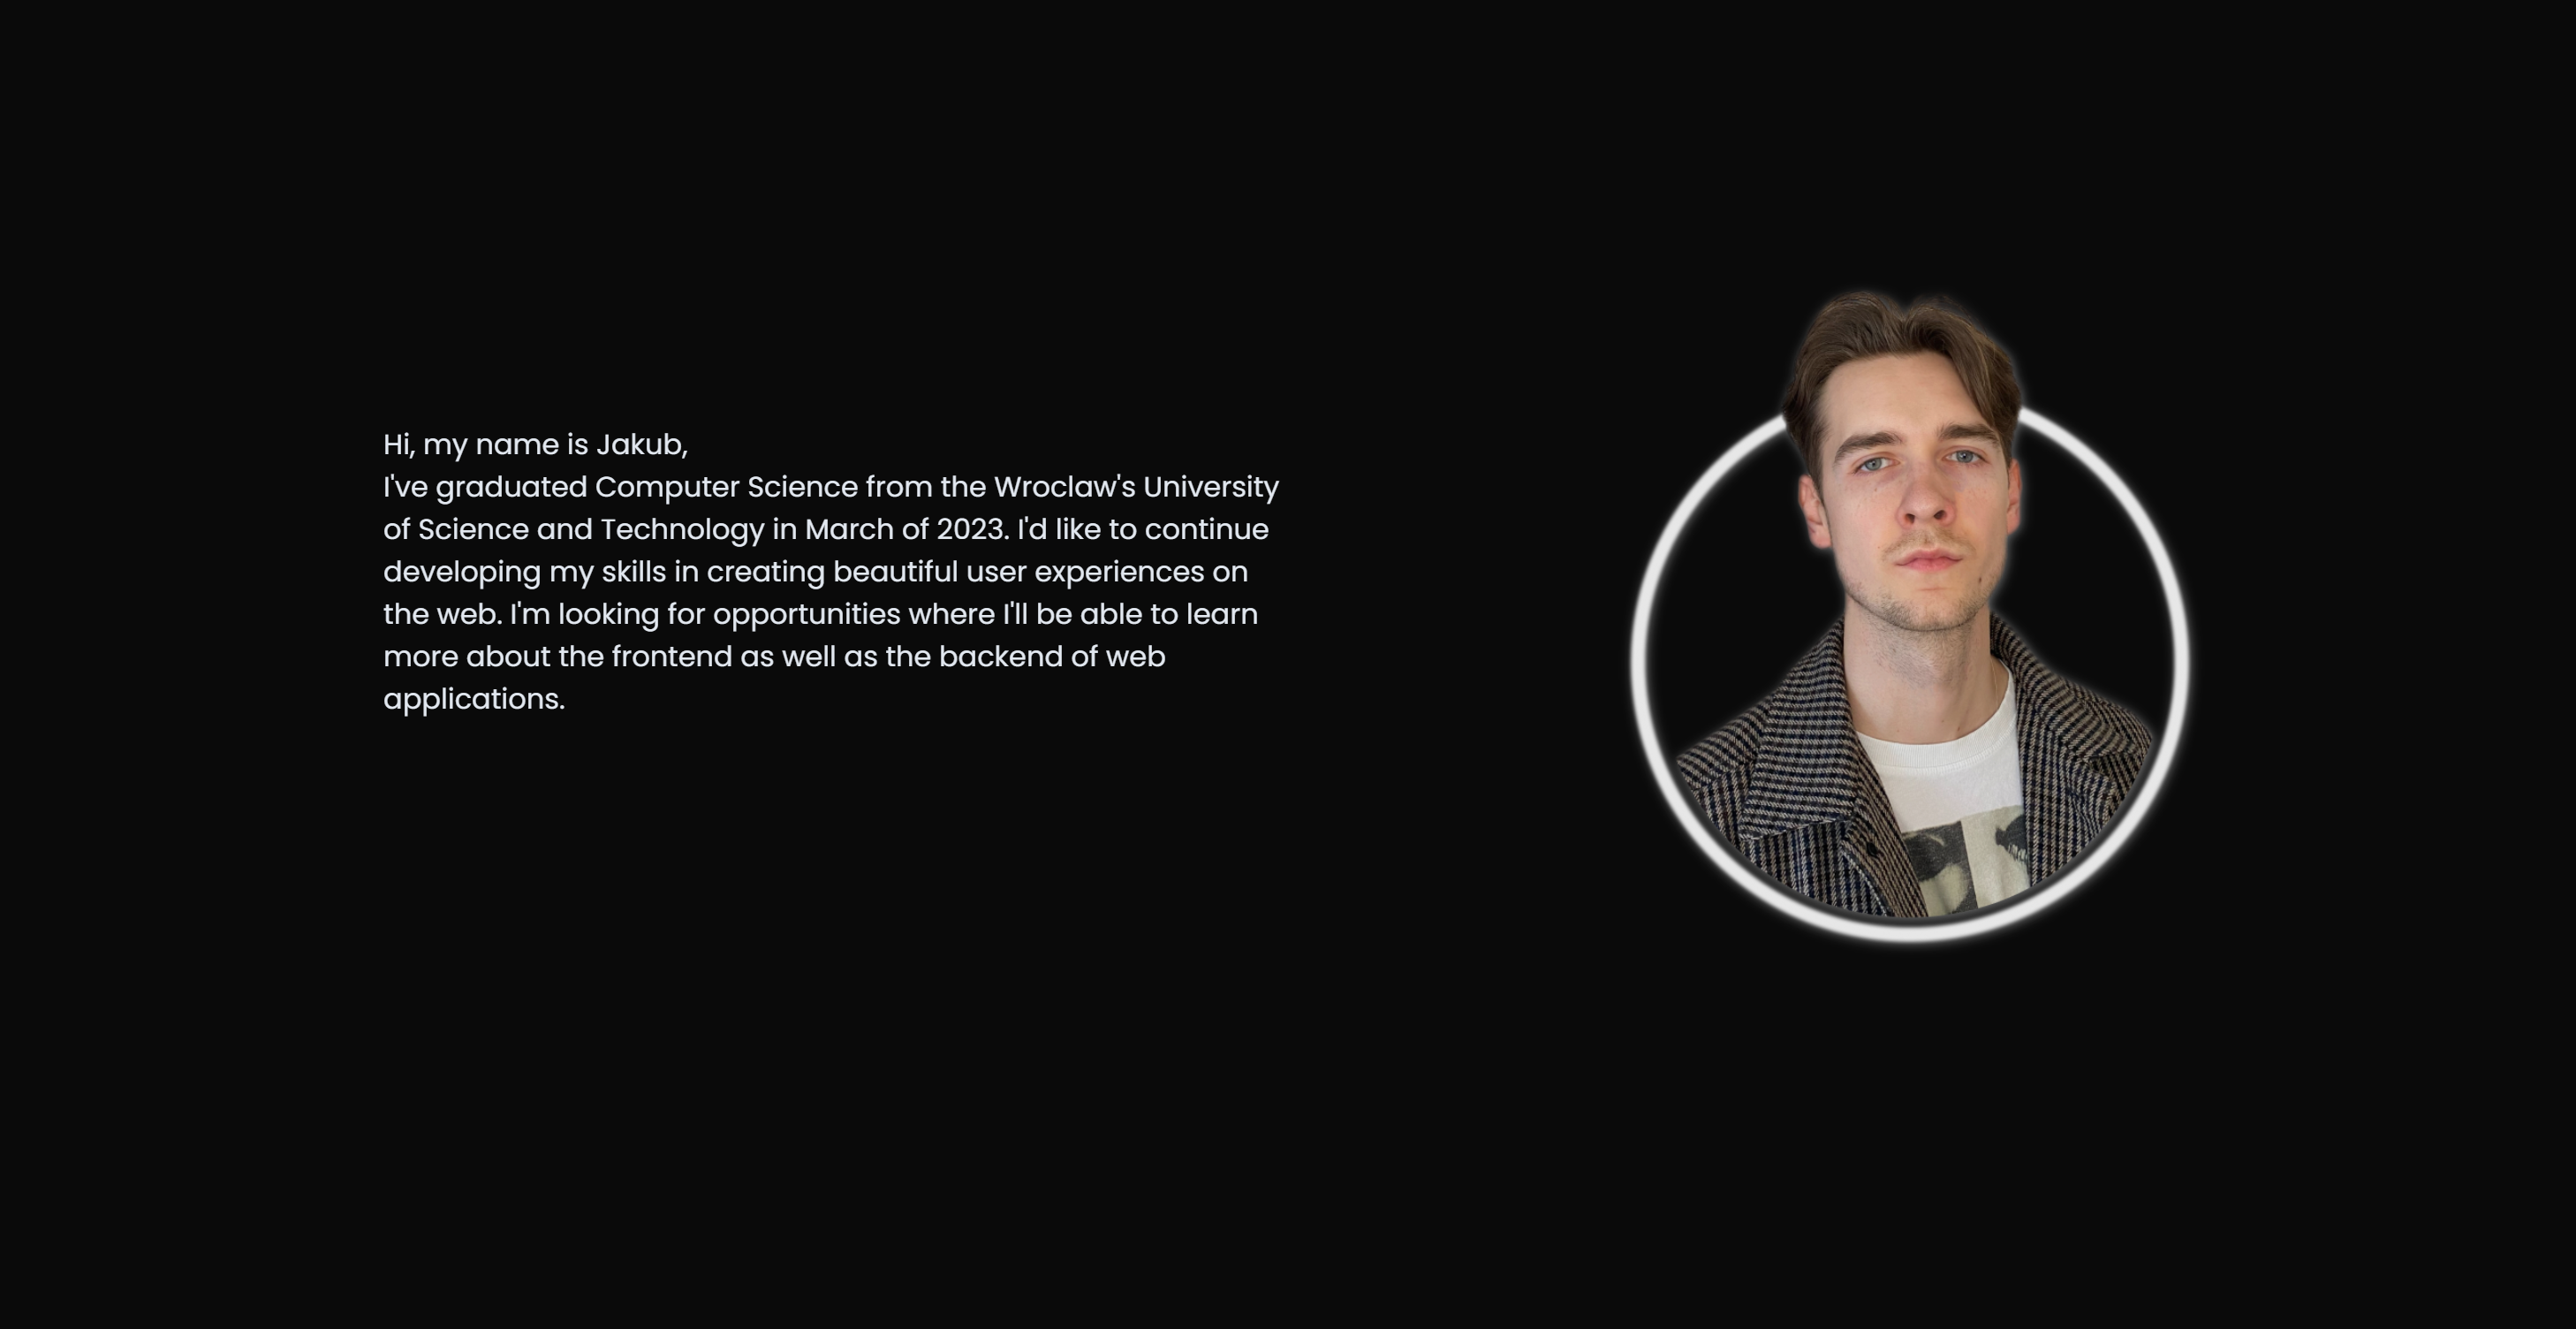 Hi, my name is Jakub,
I've graduated Computer Science from the Wroclaw's University
of Science and Technology in March of 2023. I'd like to continue
developing my skills in creating beautiful user experiences on
the web. I'm looking for opportunities where I'll be able to learn
more about the frontend as well as the backend of web
applications.